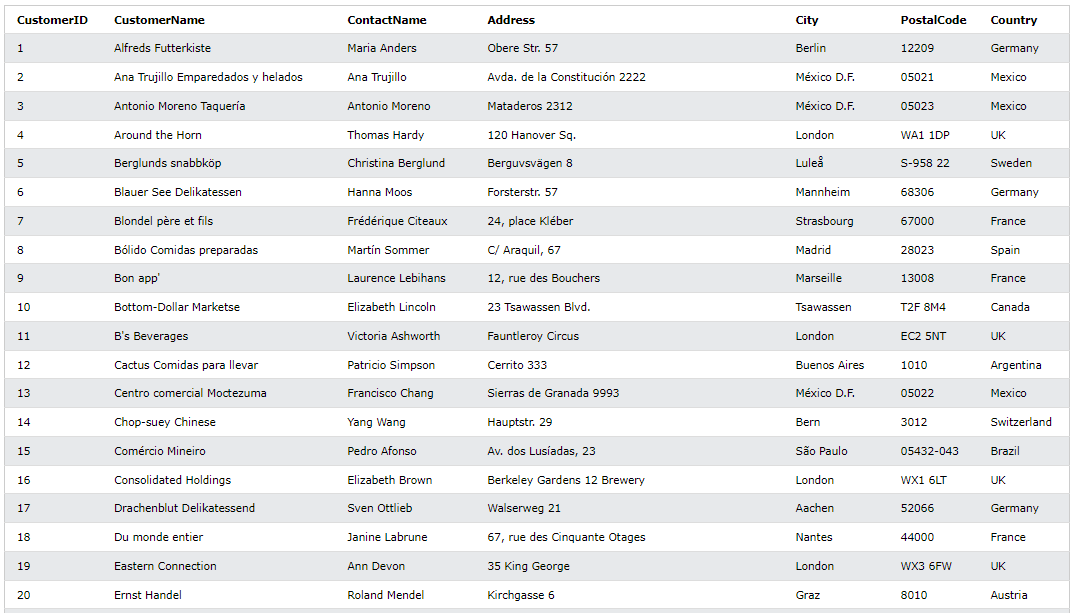 CustomerID CustomerName ContactName Address City PostalCode Country
1 Alfreds Futterkiste Maria Anders Obere Str. 57 Berlin 12209 Germany
2 Ana Trujillo Emparedados y helados Ana Trujillo Avda. de la Constitución 2222 México D.F. 05021 Mexico
3 Antonio Moreno Taquería Antonio Moreno Mataderos 2312 México D.F. 05023 Mexico
4 Around the Horn Thomas Hardy 120 Hanover Sq. London WA1 1DP UK
5 Berglunds snabbköp Christina Berglund Berguvsvägen 8 Luleå S-958 22 Sweden
6 Blauer See Delikatessen Hanna Moos Forsterstr. 57 Mannheim 68306 Germany
7 Blondel père et fils Frédérique Citeaux 24, place Kléber Strasbourg 67000 France
8 Bólido Comidas preparadas Martín Sommer C/ Araquil, 67 Madrid 28023 Spain
9 Bon app' Laurence Lebihans 12, rue des Bouchers Marseille 13008 France
10 Bottom-Dollar Marketse Elizabeth Lincoln 23 Tsawassen Blvd. Tsawassen T2F 8M4 Canada
11 B's Beverages Victoria Ashworth Fauntleroy Circus London EC2 5NT UK
12 Cactus Comidas para llevar Patricio Simpson Cerrito 333 Buenos Aires 1010 Argentina
13 Centro comercial Moctezuma Francisco Chang Sierras de Granada 9993 México D.F. 05022 Mexico
14 Chop-suey Chinese Yang Wang Hauptstr. 29 Bern 3012 Switzerland
15 Comércio Mineiro Pedro Afonso Av. dos Lusíadas, 23 São Paulo 05432-043 Brazil
16 Consolidated Holdings Elizabeth Brown Berkeley Gardens 12 Brewery London WX1 6LT UK
17 Drachenblut Delikatessend Sven Ottlieb Walserweg 21 Aachen 52066 Germany
18 Du monde entier Janine Labrune 67, rue des Cinquante Otages Nantes 44000 France
19 Eastern Connection Ann Devon 35 King George London WX3 6FW UK
20 Ernst Handel Roland Mendel Kirchgasse 6 Graz 8010 Austria